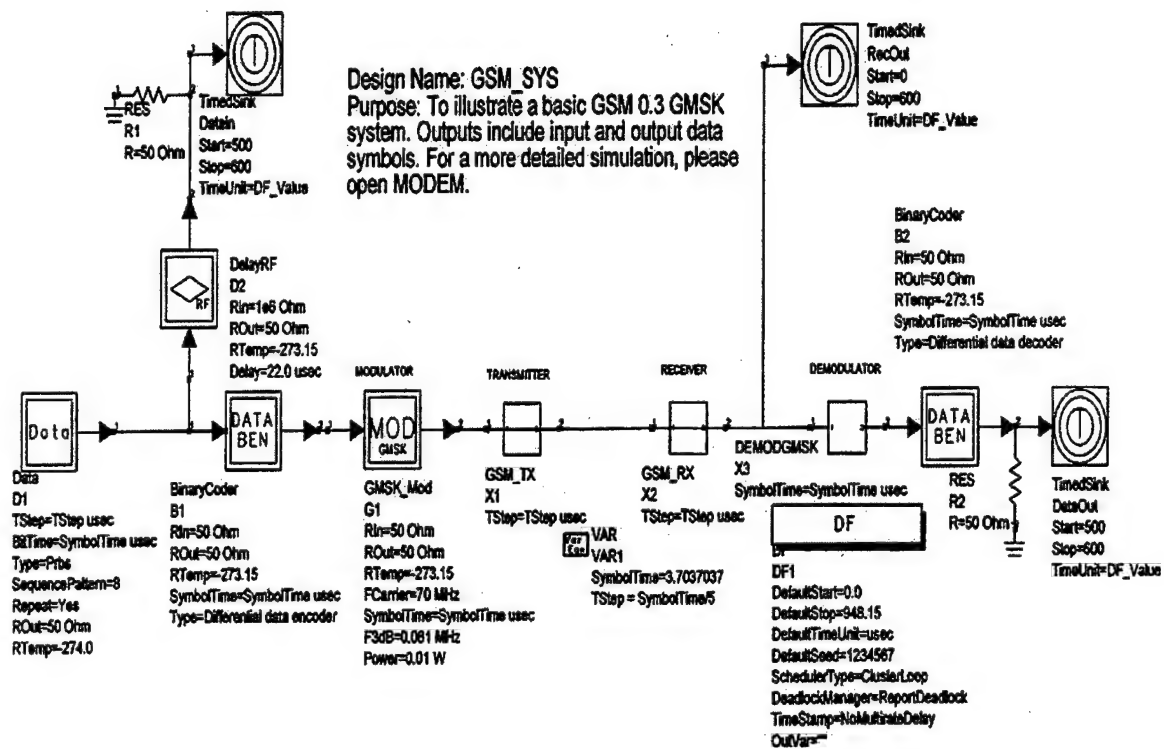 TimedSink
DataIn
Start=500
Stop=600
TimeUnit=DF_Value
RES
R1
R=50 Ohm
Design Name: GSM_SYS
Purpose: To illustrate a basic GSM 0.3 GMSK
system. Outputs include input and output data
symbols. For a more detailed simulation, please
open MODEM.
TimedSink
RecOut
Start=0
Stop=600
TimeUnit=DF_Value
RF
DelayRF
D2
Rin=1e6 Ohm
ROut=50 Ohm
RTemp=-273.15
Delay=22.0 usec
BinaryCoder
B2
RIn=50 Ohm
ROut=50 Ohm
RTemp=-273.15
SymbolTime=SymbolTime usec
Type=Differential data decoder
MODULATOR
TRANSMITTER
RECEIVER
DEMODULATOR
Data
DATA
BEN
MOD
GMSK
DATA
BEN
Data
D1
TStep=TStep usec
BitTime=SymbolTime usec
Type=Prbs
SequencePattern=8
Repeat=Yes
ROut=50 Ohm
RTemp=-274.0
BinaryCoder
B1
RIn=50 Ohm
ROut=50 Ohm
RTemp=-273.15
SymbolTime=SymbolTime usec
Type=Differential data encoder
GMSK_Mod
G1
Rin=50 Ohm
ROut=50 Ohm
RTemp=-273.15
FCarrier=70 MHz
SymbolTime=SymbolTime usec
F3dB=0.081 MHz
Power=0.01 W
GSM_TX
X1
TStep=TStep usec
Var
Eqn
VAR
VAR1
SymbolTime=3.7037037
TStep = SymbolTime/5
GSM_RX
X2
TStep=TStep usec
DEMODGMSK
X3
SymbolTime=SymbolTime usec
DF
DF1
DefaultStart=0.0
DefaultStop=948.15
DefaultTimeUnit=usec
DefaultSeed=1234567
SchedulerType=ClusterLoop
DeadlockManager=ReportDeadlock
TimeStamp=NoMultirateDelay
OutVar=""
RES
R2
R=50 Ohm
TimedSink
DataOut
Start=500
Stop=600
TimeUnit=DF_Value